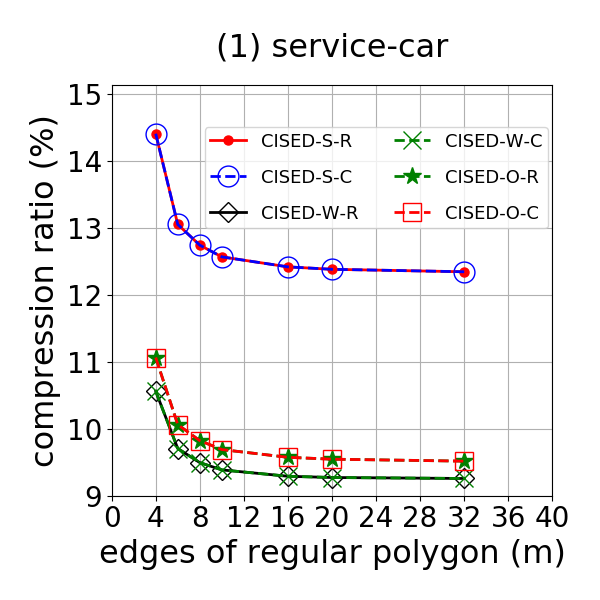 (1) service-car
compression ratio (%)
15
14
13
12
11
10
9
CISED-S-R
CISED-S-C
CISED-W-R
CISED-W-C
CISED-O-R
CISED-O-C
0 4 8 12 16 20 24 28 32 36 40
edges of regular polygon (m)